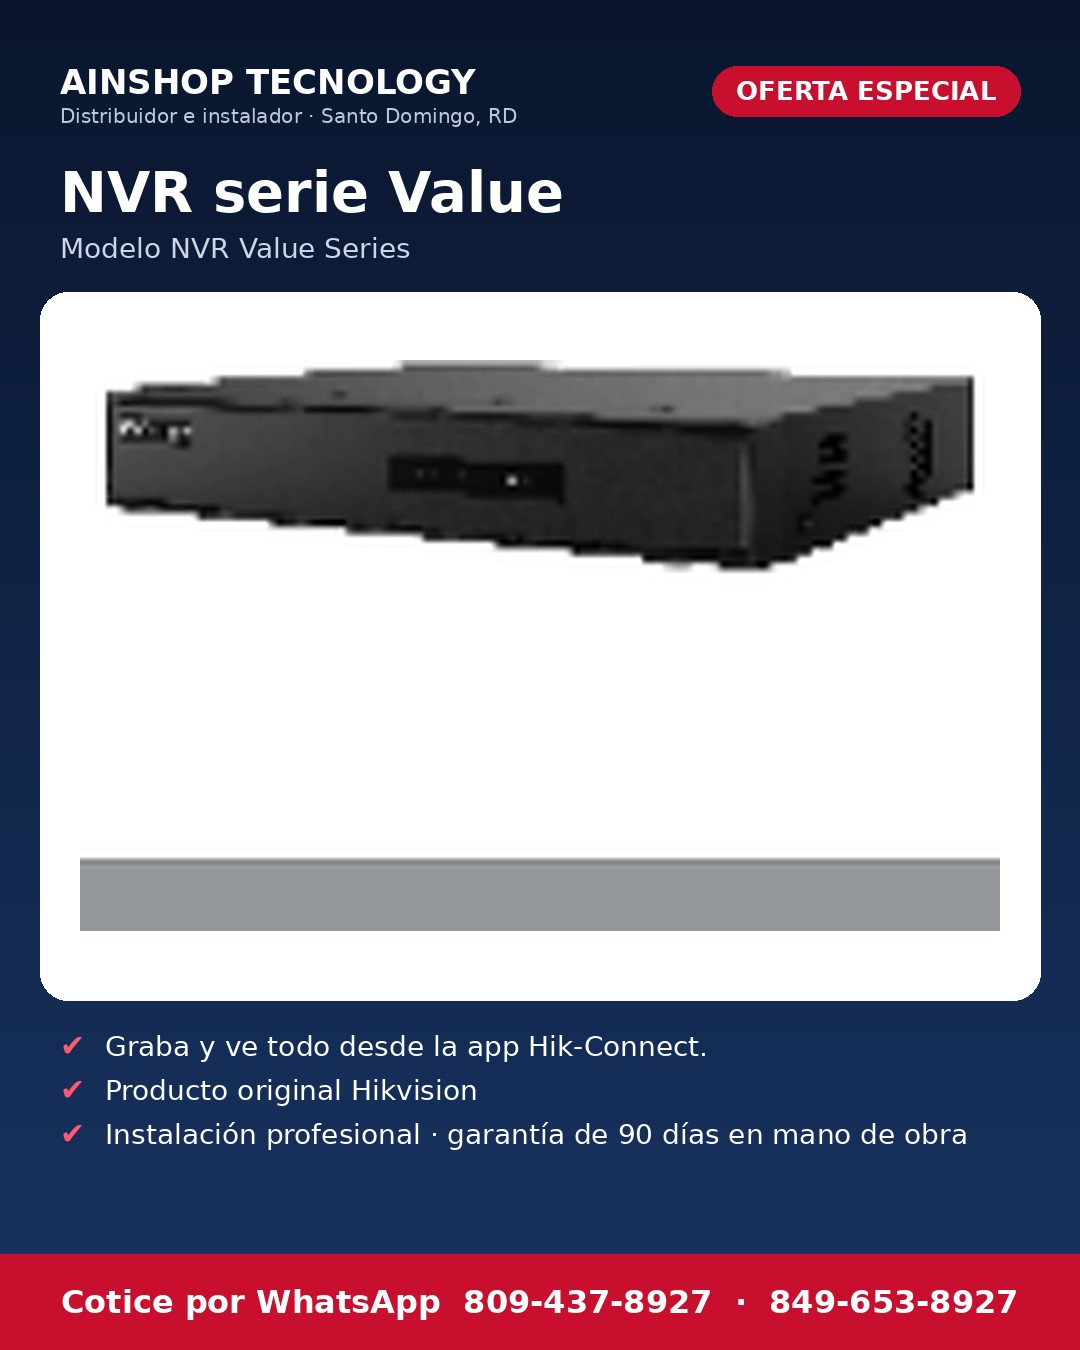 AINSHOP TECNOLOGY
OFERTA ESPECIAL
Distribuidor e instalador · Santo Domingo, RD
NVR serie Value
Modelo NVR Value Series
✔ Graba y ve todo desde la app Hik-Connect.
✔ Producto original Hikvision
✔ Instalación profesional · garantía de 90 días en mano de obra
Cotice por WhatsApp 809-437-8927 · 849-653-8927